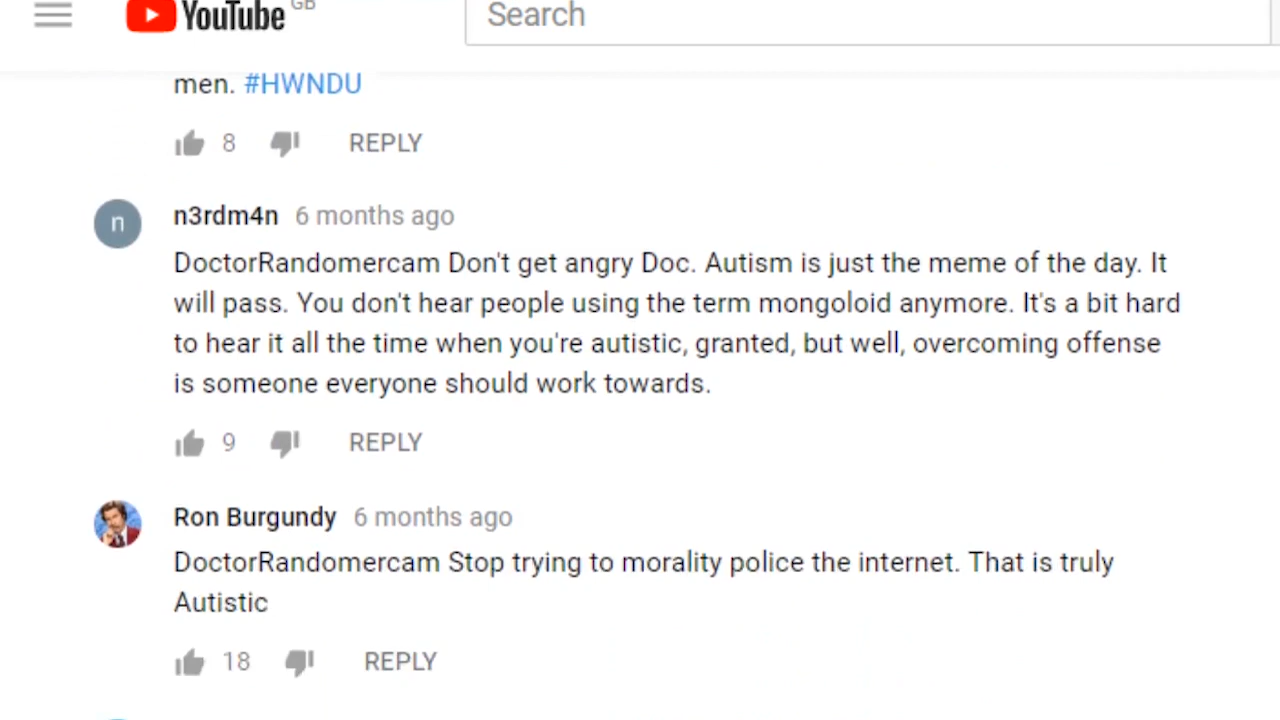 YouTube GB
Search
men. #HWNDU
8 REPLY
n n3rdm4n 6 months ago
DoctorRandomercam Don't get angry Doc. Autism is just the meme of the day. It
will pass. You don't hear people using the term mongoloid anymore. It's a bit hard
to hear it all the time when you're autistic, granted, but well, overcoming offense
is someone everyone should work towards.
9 REPLY
Ron Burgundy 6 months ago
DoctorRandomercam Stop trying to morality police the internet. That is truly
Autistic
18 REPLY